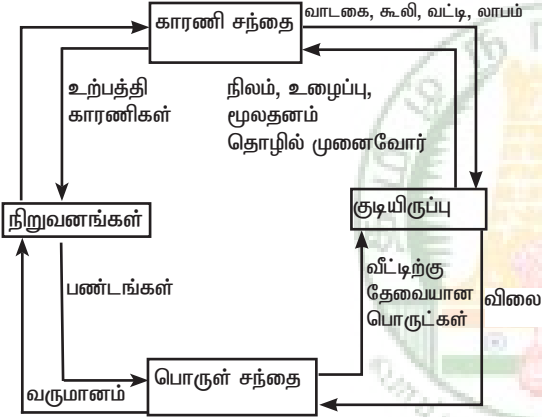 காரணி சந்தை
வாடகை, கூலி, வட்டி, லாபம்
உற்பத்தி
காரணிகள்
நிலம், உழைப்பு,
மூலதனம்
தொழில் முனைவோர்
நிறுவனங்கள்
குடியிருப்பு
பண்டங்கள்
வீட்டிற்கு
தேவையான
பொருட்கள்
விலை
வருமானம்
பொருள் சந்தை